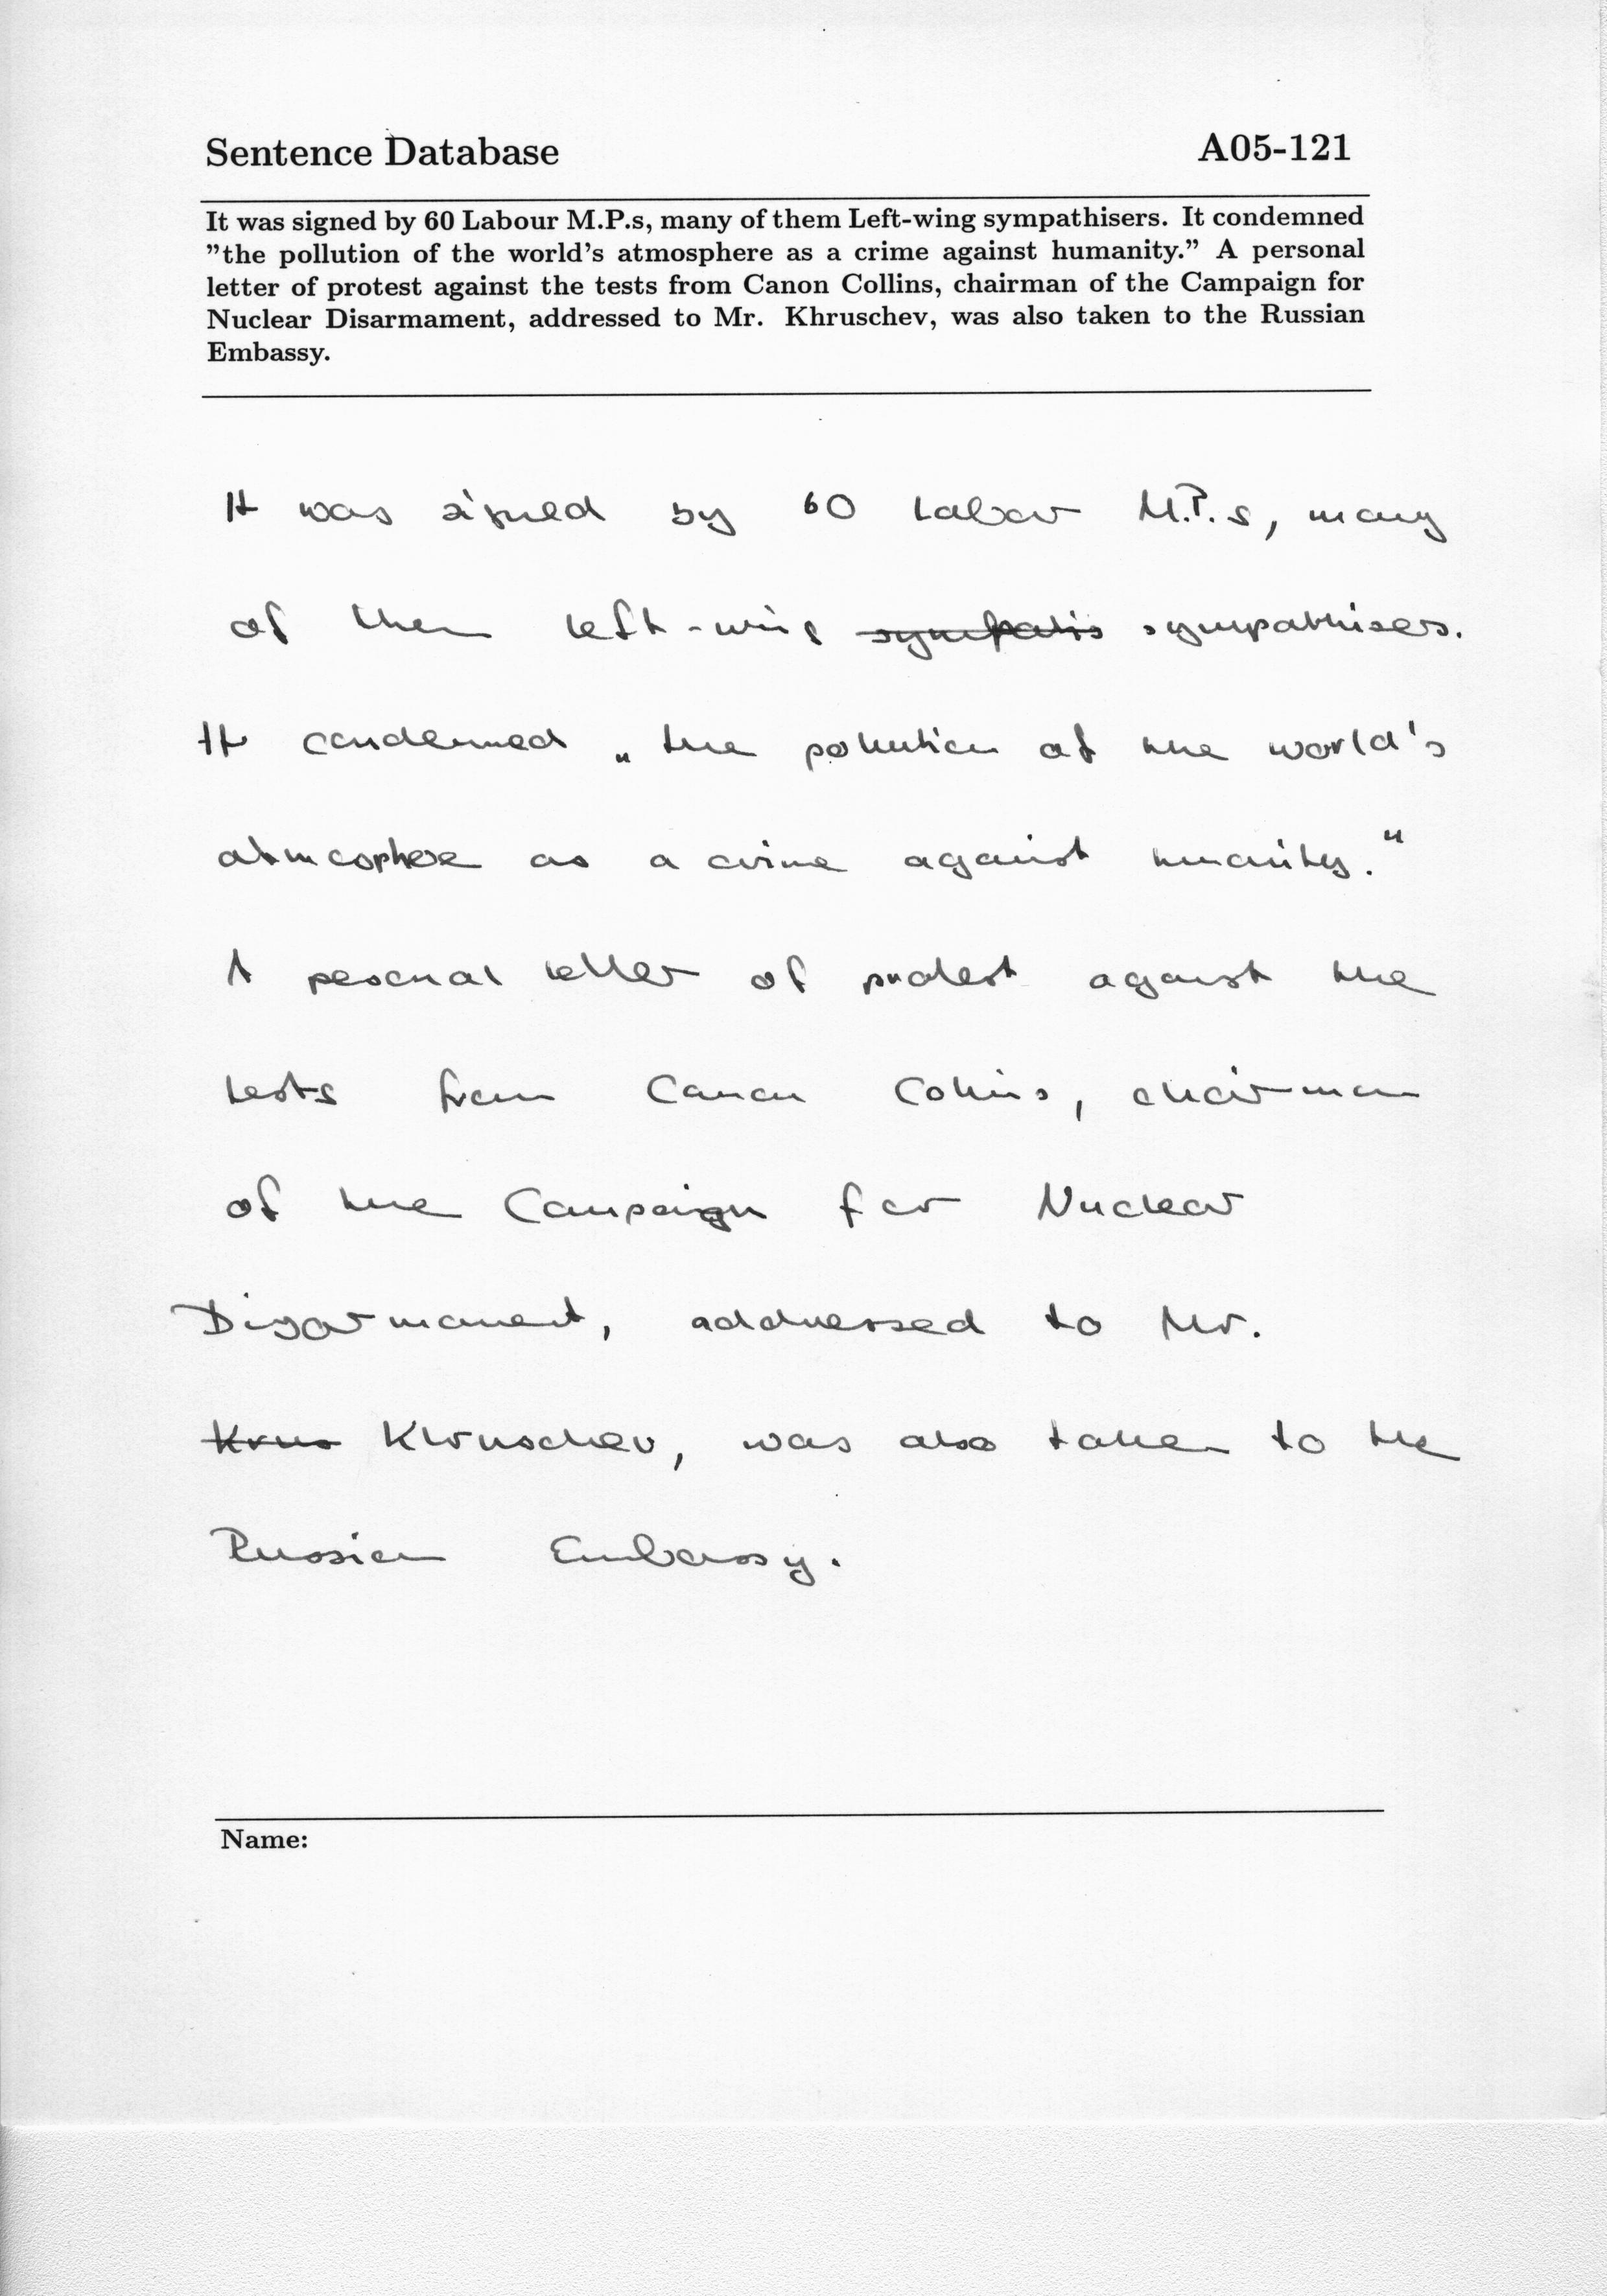 Sentence Database A05-121
It was signed by 60 Labour M.P.s, many of them Left-wing sympathisers. It condemned
"the pollution of the world's atmosphere as a crime against humanity." A personal
letter of protest against the tests from Canon Collins, chairman of the Campaign for
Nuclear Disarmament, addressed to Mr. Khruschev, was also taken to the Russian
Embassy.
It was signed by 60 Labour M.P.s, many
of them left-wing sympathisers.
It condemned „the pollution of the world's
atmosphere as a crime against humanity."
A personal letter of protest against the
tests from Canon Collins, chairman
of the Campaign for Nuclear
Disarmament, addressed to Mr.
Khruschev, was also taken to the
Russian Embassy.
Name: